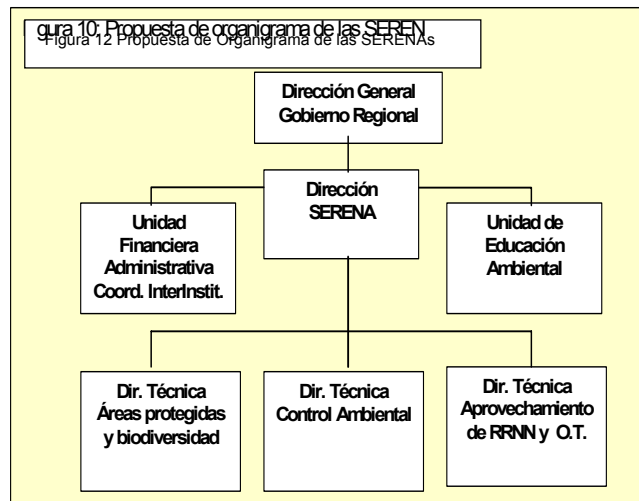 gura 10: Propuesta de organigrama de las SEREN
Figura 12 Propuesta de Organigrama de las SERENAs
Dirección General
Gobierno Regional
Dirección
SERENA
Unidad
Financiera
Administrativa
Coord. InterInstit.
Unidad de
Educación
Ambiental
Dir. Técnica
Áreas protegidas
y biodiversidad
Dir. Técnica
Control Ambiental
Dir. Técnica
Aprovechamiento
de RRNN y O.T.